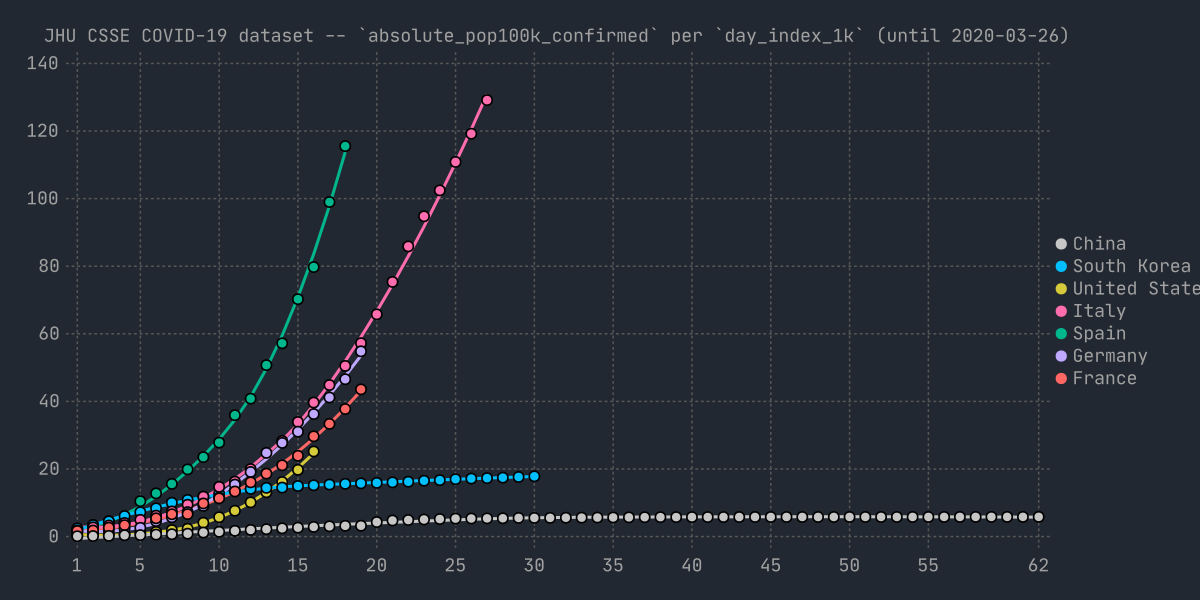 JHU CSSE COVID-19 dataset -- `absolute_pop100k_confirmed` per `day_index_1k` (until 2020-03-26)
140
120
100
80
60
40
20
0
1 5 10 15 20 25 30 35 40 45 50 55 62
China
South Korea
United State
Italy
Spain
Germany
France